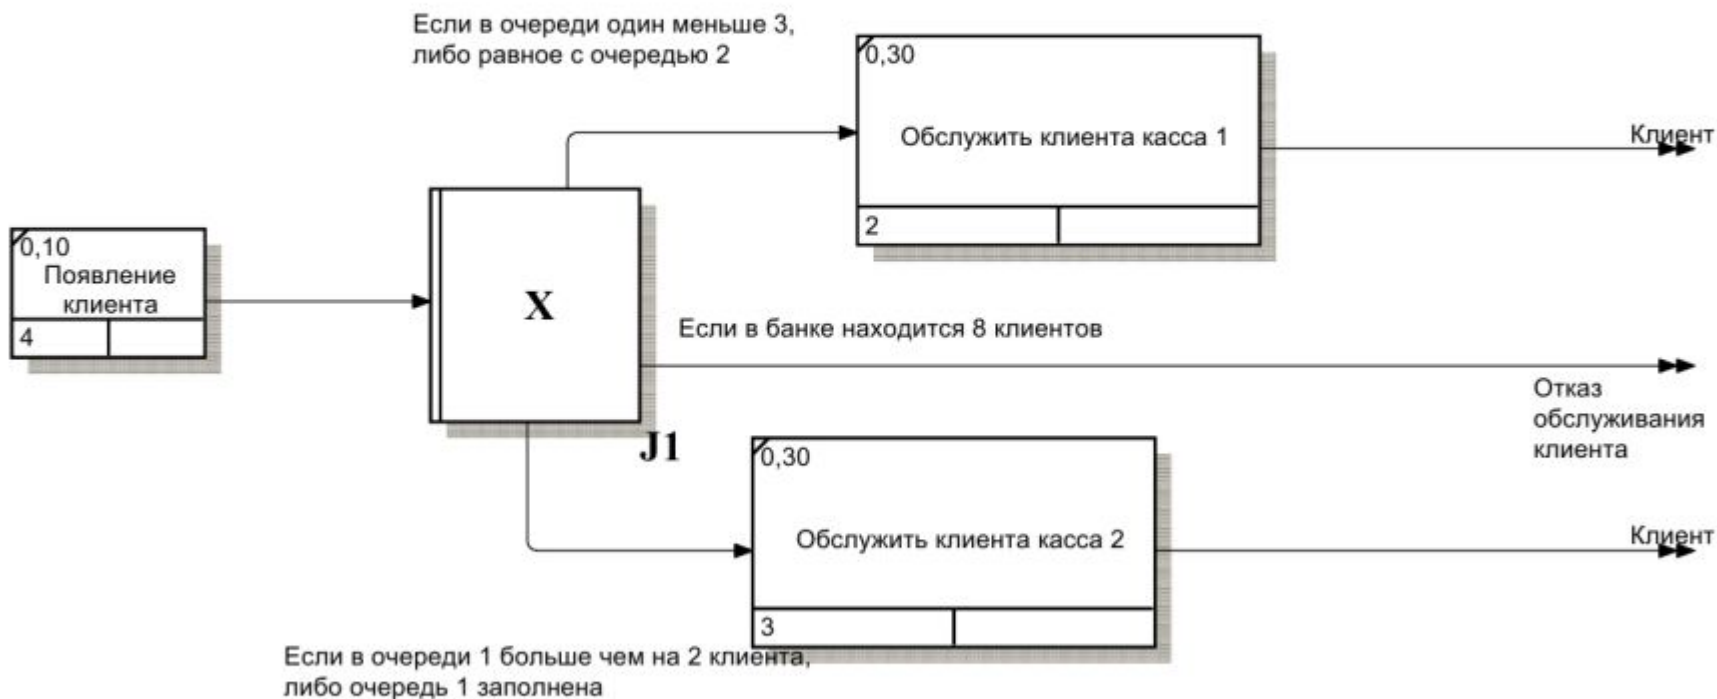 Если в очереди один меньше 3,
либо равное с очередью 2
0,30
Обслужить клиента касса 1
2
Клиент
0,10
Появление
клиента
4
X
J1
Если в банке находится 8 клиентов
Отказ
обслуживания
клиента
0,30
Обслужить клиента касса 2
3
Клиент
Если в очереди 1 больше чем на 2 клиента,
либо очередь 1 заполнена